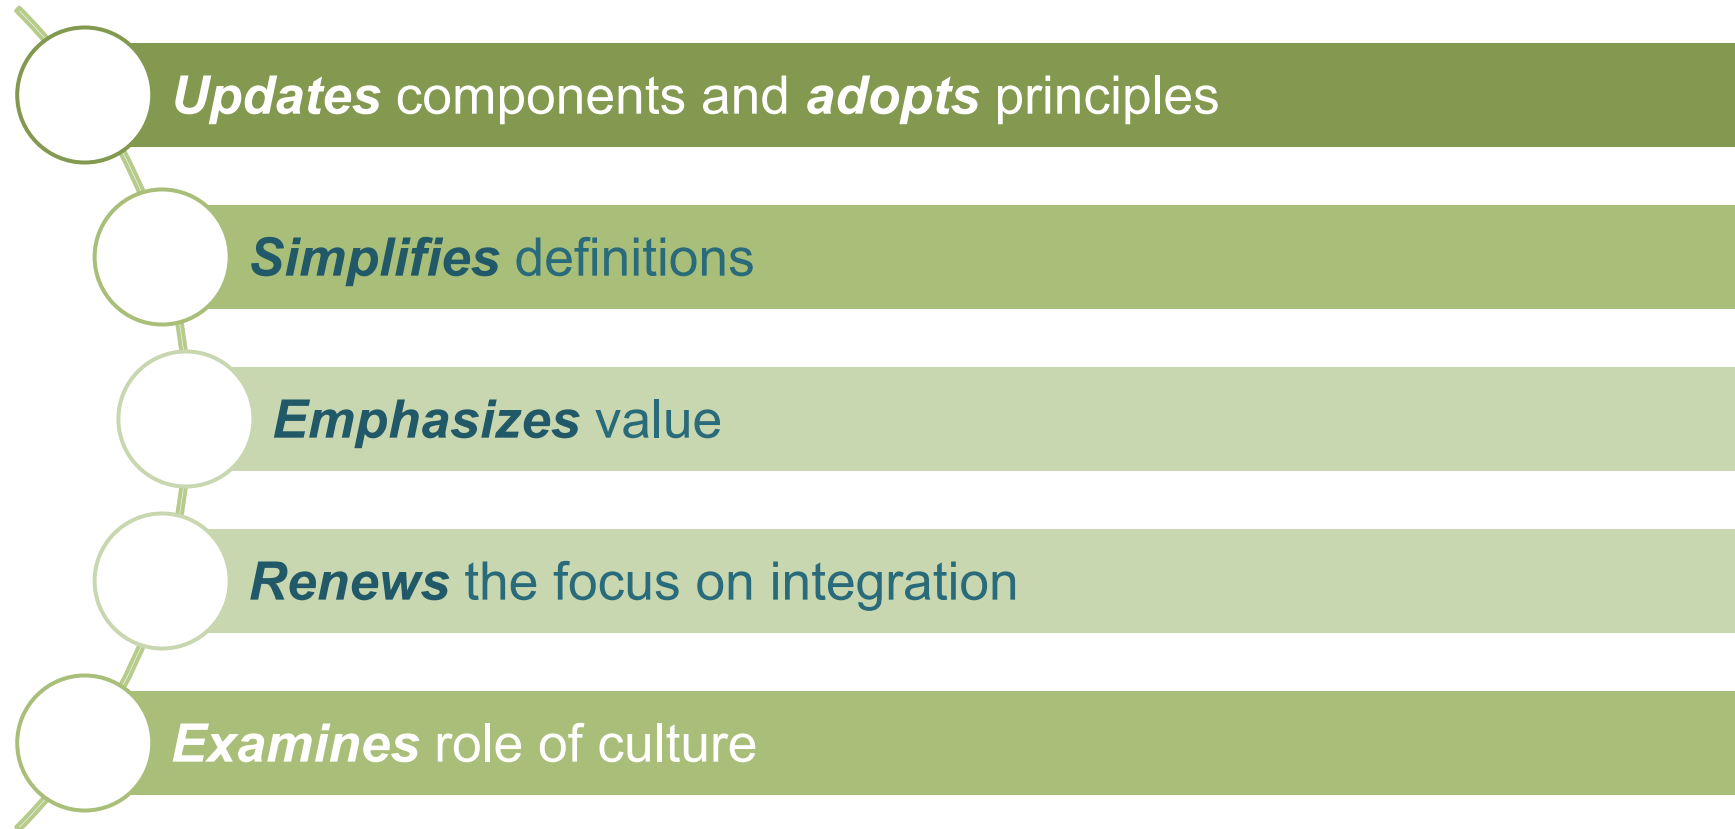 Updates components and adopts principles
Simplifies definitions
Emphasizes value
Renews the focus on integration
Examines role of culture